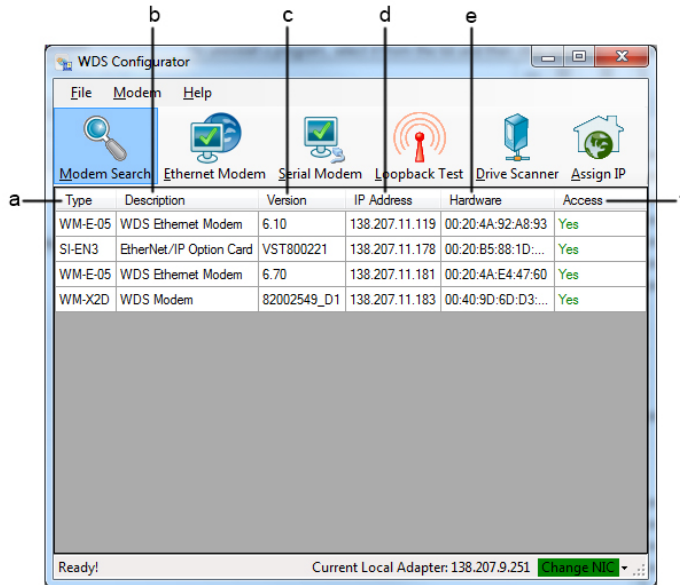 b c d e
WDS Configurator
File Modem Help
Modem Search Ethernet Modem Serial Modem Loopback Test Drive Scanner Assign IP
a Type Description Version IP Address Hardware Access
WM-E-05 WDS Ethernet Modem 6.10 138.207.11.119 00:20:4A:92:A8:93 Yes
SI-EN3 EtherNet/IP Option Card VST800221 138.207.11.178 00:20:B5:88:1D:... Yes
WM-E-05 WDS Ethernet Modem 6.70 138.207.11.181 00:20:4A:E4:47:60 Yes
WM-X2D WDS Modem 82002549_D1 138.207.11.183 00:40:9D:6D:D3:... Yes
Ready! Current Local Adapter: 138.207.9.251 Change NIC